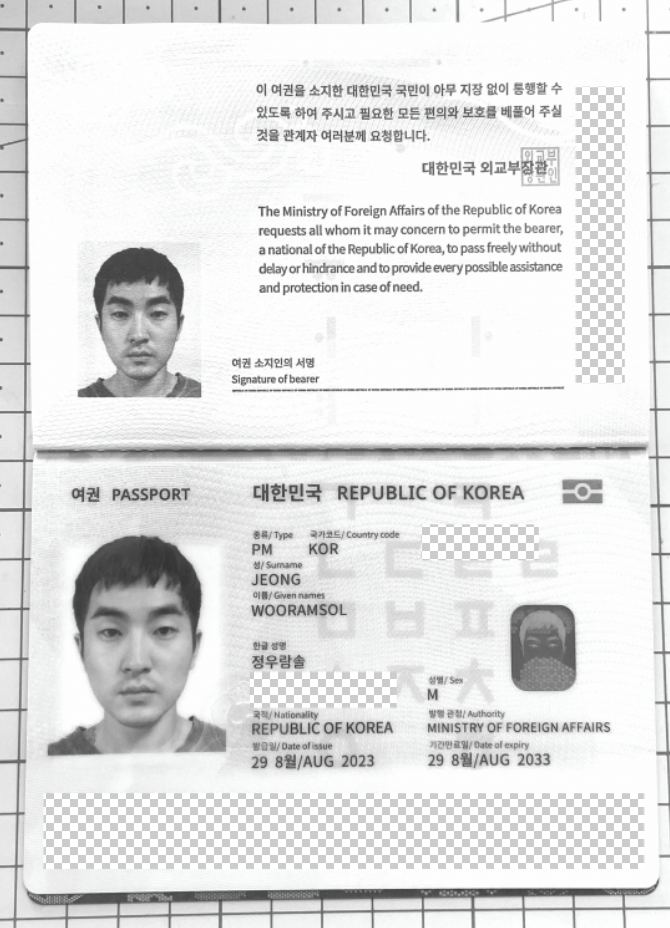 이 여권을 소지한 대한민국 국민이 아무 지장 없이 통행할 수
있도록 하여 주시고 필요한 모든 편의와 보호를 베풀어 주실
것을 관계자 여러분께 요청합니다.
대한민국 외교부장관
외교부
장관인
The Ministry of Foreign Affairs of the Republic of Korea
requests all whom it may concern to permit the bearer,
a national of the Republic of Korea, to pass freely without
delay or hindrance and to provide every possible assistance
and protection in case of need.
여권 소지인의 서명
Signature of bearer
여권 PASSPORT
대한민국 REPUBLIC OF KOREA
종류/ Type 국가코드/ Country code
PM KOR
성/ Surname
JEONG
이름/ Given names
WOORAMSOL
한글 성명
정우람솔
성별/ Sex
M
국적/ Nationality 발행 관청/ Authority
REPUBLIC OF KOREA MINISTRY OF FOREIGN AFFAIRS
발급일/ Date of issue 기간만료일/ Date of expiry
29 8월/AUG 2023 29 8월/AUG 2033